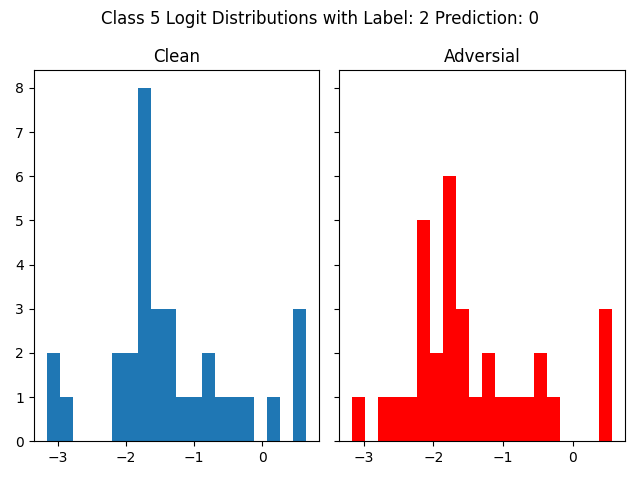 Class 5 Logit Distributions with Label: 2 Prediction: 0
Clean
Adversial
8
7
6
5
4
3
2
1
0
−3 −2 −1 0
−3 −2 −1 0